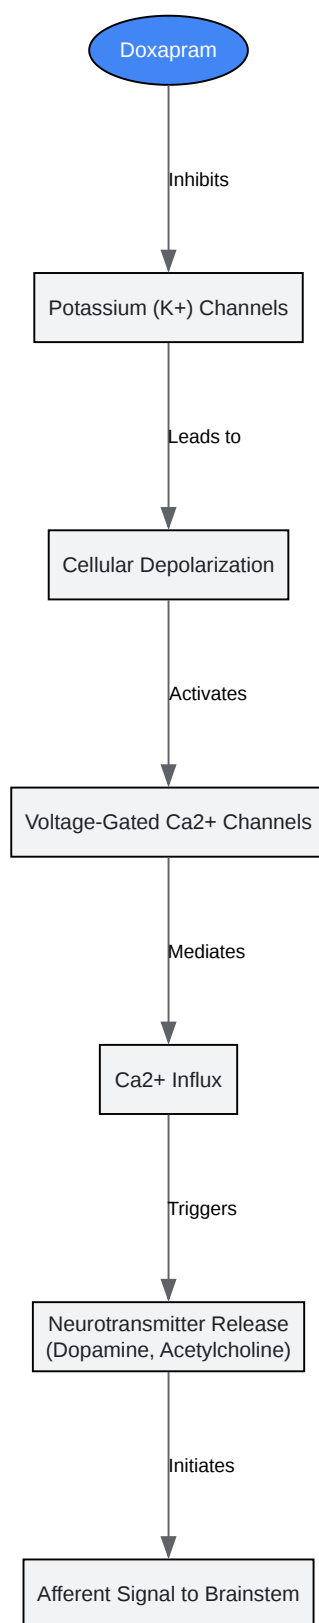 Doxapram
Inhibits
Potassium (K+) Channels
Leads to
Cellular Depolarization
Activates
Voltage-Gated Ca2+ Channels
Mediates
Ca2+ Influx
Triggers
Neurotransmitter Release
(Dopamine, Acetylcholine)
Initiates
Afferent Signal to Brainstem